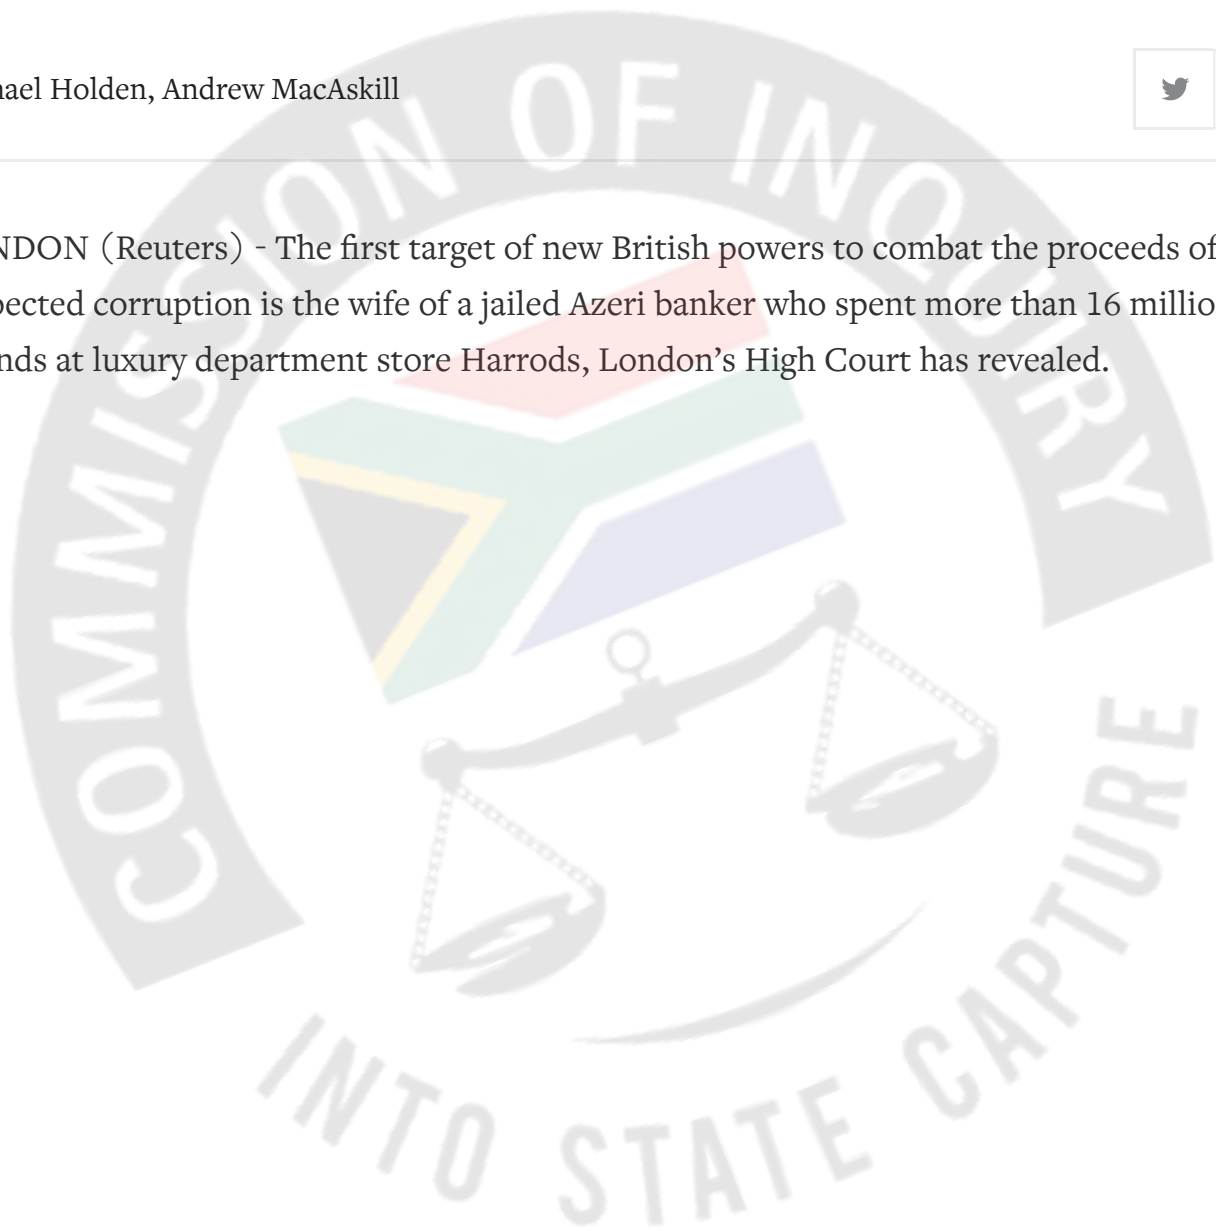 hael Holden, Andrew MacAskill
NDON (Reuters) - The first target of new British powers to combat the proceeds of
pected corruption is the wife of a jailed Azeri banker who spent more than 16 millio
nds at luxury department store Harrods, London’s High Court has revealed.
COMMISSION OF INQUIRY
INTO STATE CAPTURE